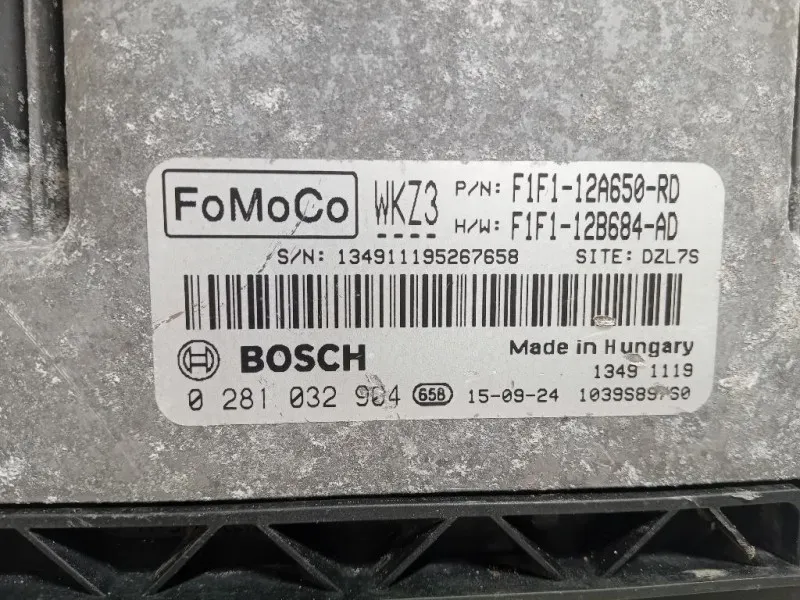 FoMoCo WKZ3 P/N: F1F1-12A650-RD
H/W: F1F1-12B684-AD
S/N: 134911195267658 SITE: DZL7S
BOSCH Made in Hungary
1349 1119
0 281 032 658 15-09-24